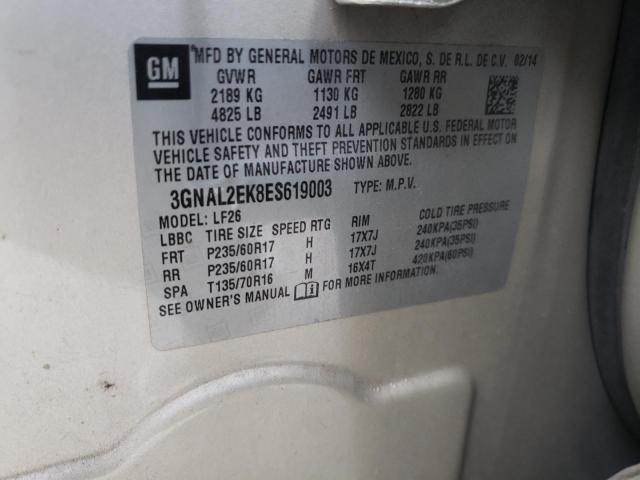 GM
*MFD BY GENERAL MOTORS DE MEXICO, S. DE R.L. DE C.V. 02/14
GVWR GAWR FRT GAWR RR
2189 KG 1130 KG 1280 KG
4825 LB 2491 LB 2822 LB
THIS VEHICLE CONFORMS TO ALL APPLICABLE U.S. FEDERAL MOTOR
VEHICLE SAFETY AND THEFT PREVENTION STANDARDS IN EFFECT ON
THE DATE OF MANUFACTURE SHOWN ABOVE.
3GNAL2EK8ES619003 TYPE: M.P.V.
MODEL: LF26
LBBC TIRE SIZE SPEED RTG RIM COLD TIRE PRESSURE
FRT P235/60R17 H 17X7J 240KPA(35PSI)
RR P235/60R17 H 17X7J 240KPA(35PSI)
SPA T135/70R16 M 16X4T 420KPA(60PSI)
SEE OWNER'S MANUAL FOR MORE INFORMATION.